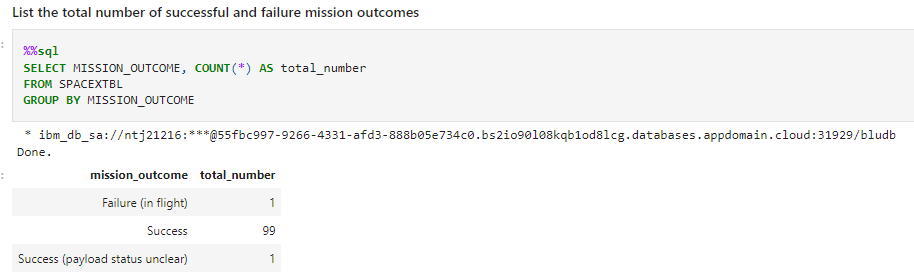 List the total number of successful and failure mission outcomes
%%sql
SELECT MISSION_OUTCOME, COUNT(*) AS total_number
FROM SPACEXTBL
GROUP BY MISSION_OUTCOME
* ibm_db_sa://ntj21216:***@55fbc997-9266-4331-afd3-888b05e734c0.bs2io90l08kqb1od8lcg.databases.appdomain.cloud:31929/bludb
Done.
mission_outcome total_number
Failure (in flight) 1
Success 99
Success (payload status unclear) 1